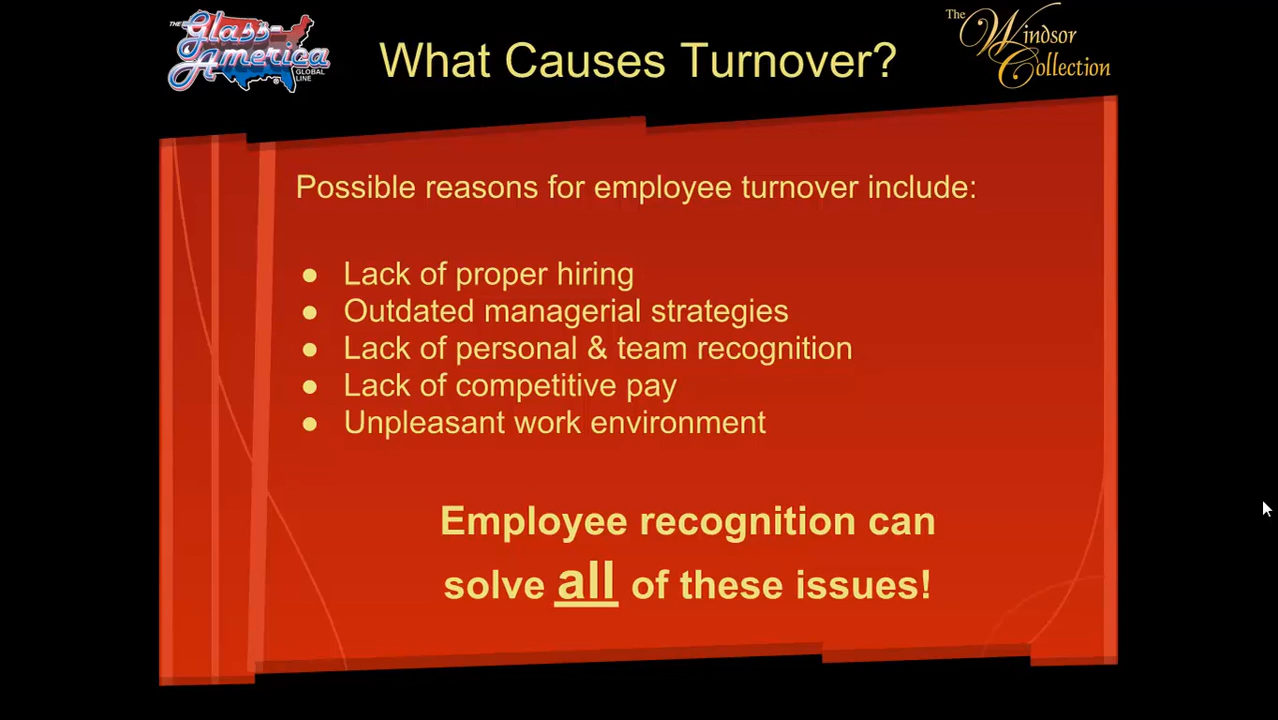 THE
Glass-
America
GLOBAL
LINE
®
What Causes Turnover?
The
Windsor
Collection
Possible reasons for employee turnover include:
● Lack of proper hiring
● Outdated managerial strategies
● Lack of personal & team recognition
● Lack of competitive pay
● Unpleasant work environment
Employee recognition can
solve all of these issues!